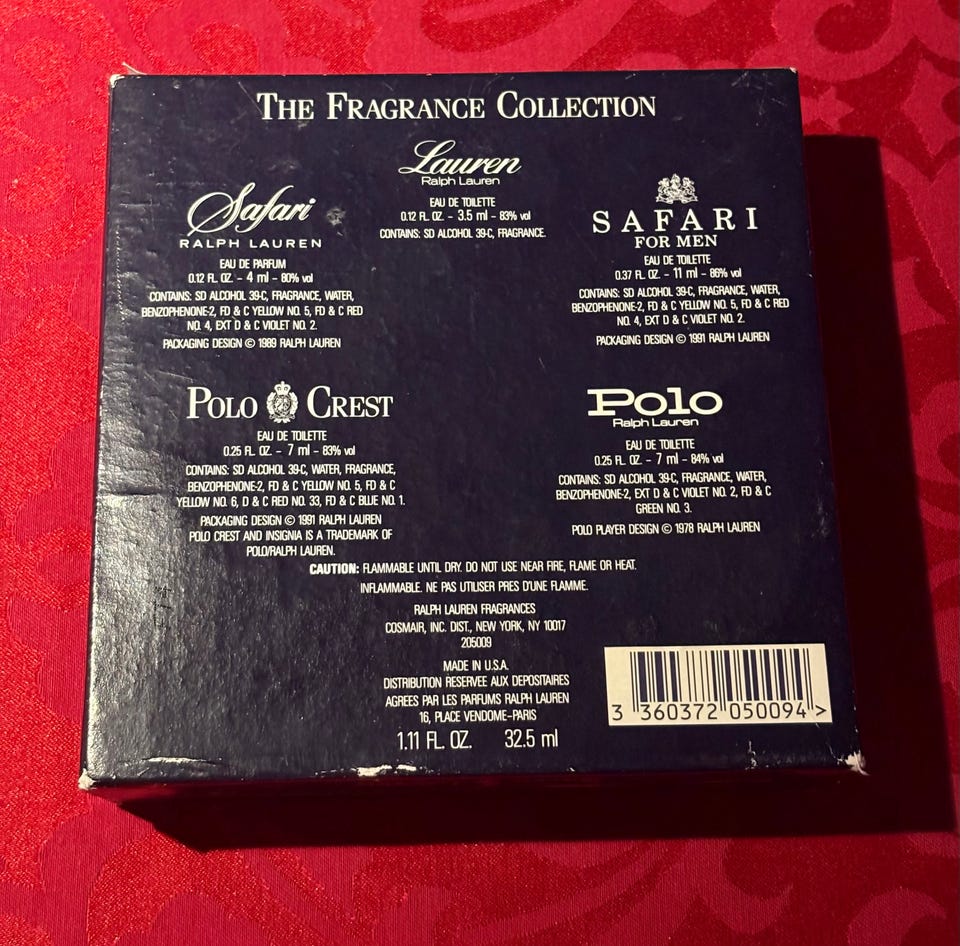 THE FRAGRANCE COLLECTION
Lauren
Ralph Lauren
EAU DE TOILETTE
0.12 FL. OZ. - 3.5 ml - 83% vol
CONTAINS: SD ALCOHOL 39-C, FRAGRANCE.
Safari
RALPH LAUREN
EAU DE PARFUM
0.12 FL. OZ. - 4 ml - 80% vol
CONTAINS: SD ALCOHOL 39-C, FRAGRANCE, WATER,
BENZOPHENONE-2, FD & C YELLOW NO. 5, FD & C RED
NO. 4, EXT D & C VIOLET NO. 2.
PACKAGING DESIGN © 1989 RALPH LAUREN
SAFARI
FOR MEN
EAU DE TOILETTE
0.37 FL. OZ. - 11 ml - 86% vol
CONTAINS: SD ALCOHOL 39-C, FRAGRANCE, WATER,
BENZOPHENONE-2, FD & C YELLOW NO. 5, FD & C RED
NO. 4, EXT D & C VIOLET NO. 2.
PACKAGING DESIGN © 1991 RALPH LAUREN
POLO CREST
EAU DE TOILETTE
0.25 FL. OZ. - 7 ml - 83% vol
CONTAINS: SD ALCOHOL 39-C, WATER, FRAGRANCE,
BENZOPHENONE-2, FD & C YELLOW NO. 5, FD & C
YELLOW NO. 6, D & C RED NO. 33, FD & C BLUE NO. 1.
PACKAGING DESIGN © 1991 RALPH LAUREN
POLO CREST AND INSIGNIA IS A TRADEMARK OF
POLO/RALPH LAUREN.
Polo
Ralph Lauren
EAU DE TOILETTE
0.25 FL. OZ. - 7 ml - 84% vol
CONTAINS: SD ALCOHOL 39-C, FRAGRANCE, WATER,
BENZOPHENONE-2, EXT D & C VIOLET NO. 2, FD & C
GREEN NO. 3.
POLO PLAYER DESIGN © 1978 RALPH LAUREN
CAUTION: FLAMMABLE UNTIL DRY. DO NOT USE NEAR FIRE, FLAME OR HEAT.
INFLAMMABLE. NE PAS UTILISER PRES D'UNE FLAMME.
RALPH LAUREN FRAGRANCES
COSMAIR, INC. DIST., NEW YORK, NY 10017
205009
MADE IN U.S.A.
DISTRIBUTION RESERVEE AUX DEPOSITAIRES
AGREES PAR LES PARFUMS RALPH LAUREN
16, PLACE VENDOME-PARIS
1.11 FL. OZ. 32.5 ml
3 360372 050094 >